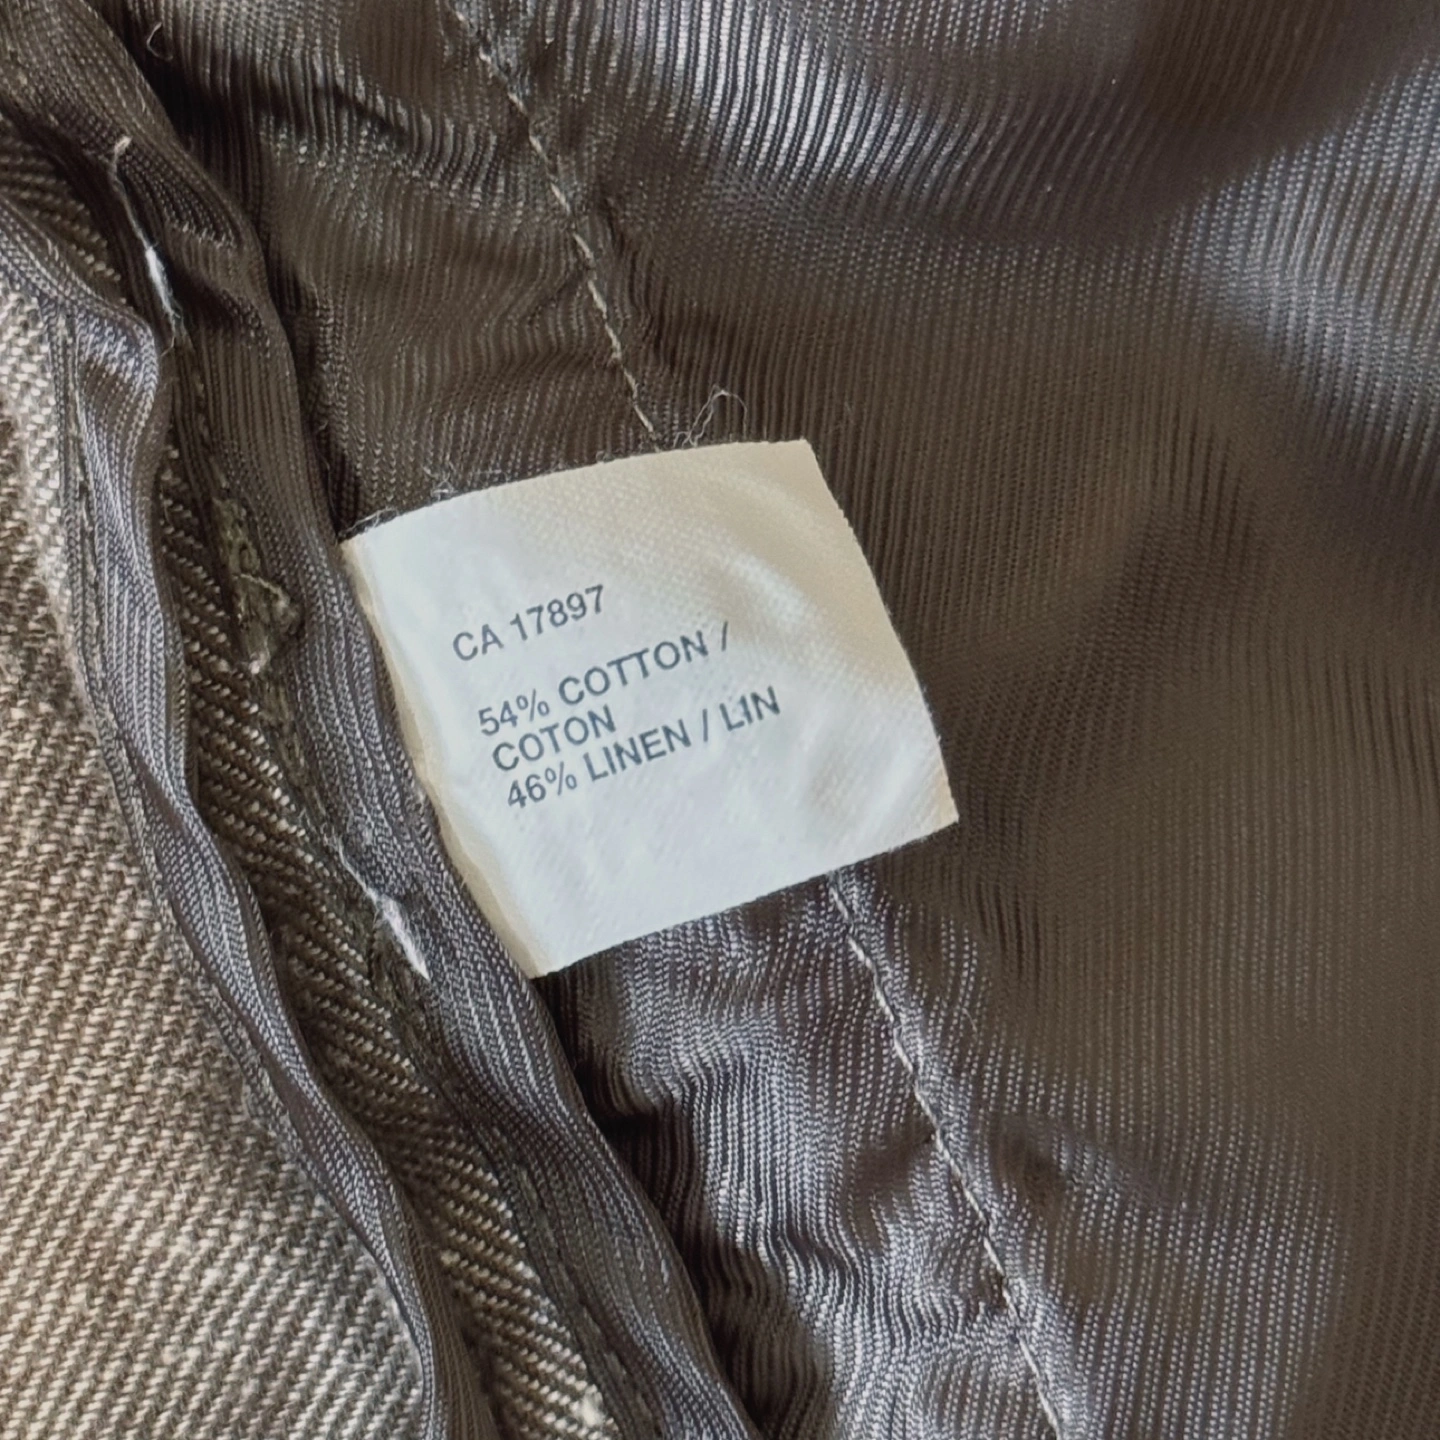 CA 17897
54% COTTON /
COTON
46% LINEN / LIN